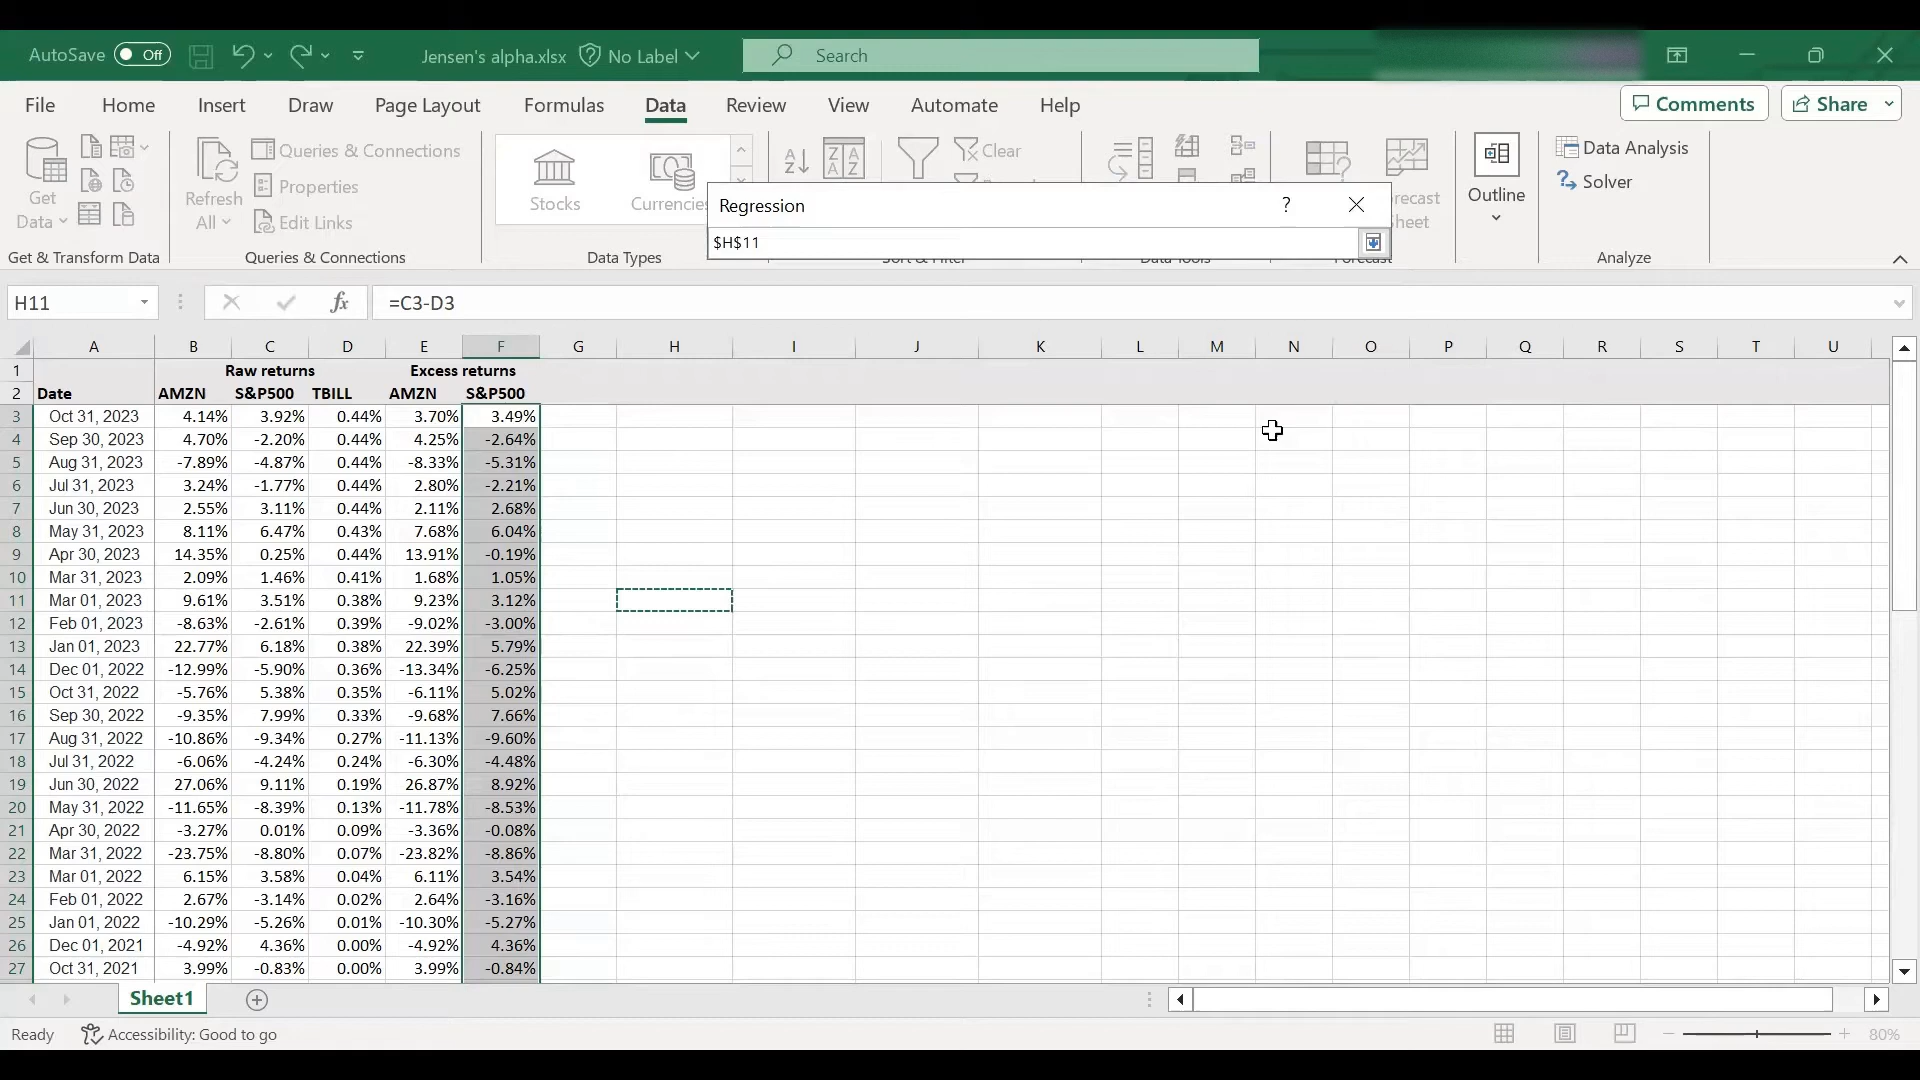 AutoSave Off Jensen's alpha.xlsx No Label Search
File Home Insert Draw Page Layout Formulas Data Review View Automate Help Comments Share
Get Data Refresh All Queries & Connections Properties Edit Links Stocks Currencies Clear Outline Data Analysis Solver
Regression ?
$H$11
Get & Transform Data Queries & Connections Data Types Analyze
H11 fx =C3-D3
A B C D E F G H I J K L M N O P Q R S T U
1 Raw returns Excess returns
2 Date AMZN S&P500 TBILL AMZN S&P500
3 Oct 31, 2023 4.14% 3.92% 0.44% 3.70% 3.49%
4 Sep 30, 2023 4.70% -2.20% 0.44% 4.25% -2.64%
5 Aug 31, 2023 -7.89% -4.87% 0.44% -8.33% -5.31%
6 Jul 31, 2023 3.24% -1.77% 0.44% 2.80% -2.21%
7 Jun 30, 2023 2.55% 3.11% 0.44% 2.11% 2.68%
8 May 31, 2023 8.11% 6.47% 0.43% 7.68% 6.04%
9 Apr 30, 2023 14.35% 0.25% 0.44% 13.91% -0.19%
10 Mar 31, 2023 2.09% 1.46% 0.41% 1.68% 1.05%
11 Mar 01, 2023 9.61% 3.51% 0.38% 9.23% 3.12%
12 Feb 01, 2023 -8.63% -2.61% 0.39% -9.02% -3.00%
13 Jan 01, 2023 22.77% 6.18% 0.38% 22.39% 5.79%
14 Dec 01, 2022 -12.99% -5.90% 0.36% -13.34% -6.25%
15 Oct 31, 2022 -5.76% 5.38% 0.35% -6.11% 5.02%
16 Sep 30, 2022 -9.35% 7.99% 0.33% -9.68% 7.66%
17 Aug 31, 2022 -10.86% -9.34% 0.27% -11.13% -9.60%
18 Jul 31, 2022 -6.06% -4.24% 0.24% -6.30% -4.48%
19 Jun 30, 2022 27.06% 9.11% 0.19% 26.87% 8.92%
20 May 31, 2022 -11.65% -8.39% 0.13% -11.78% -8.53%
21 Apr 30, 2022 -3.27% 0.01% 0.09% -3.36% -0.08%
22 Mar 31, 2022 -23.75% -8.80% 0.07% -23.82% -8.86%
23 Mar 01, 2022 6.15% 3.58% 0.04% 6.11% 3.54%
24 Feb 01, 2022 2.67% -3.14% 0.02% 2.64% -3.16%
25 Jan 01, 2022 -10.29% -5.26% 0.01% -10.30% -5.27%
26 Dec 01, 2021 -4.92% 4.36% 0.00% -4.92% 4.36%
27 Oct 31, 2021 3.99% -0.83% 0.00% 3.99% -0.84%
Sheet1
Ready Accessibility: Good to go 80%